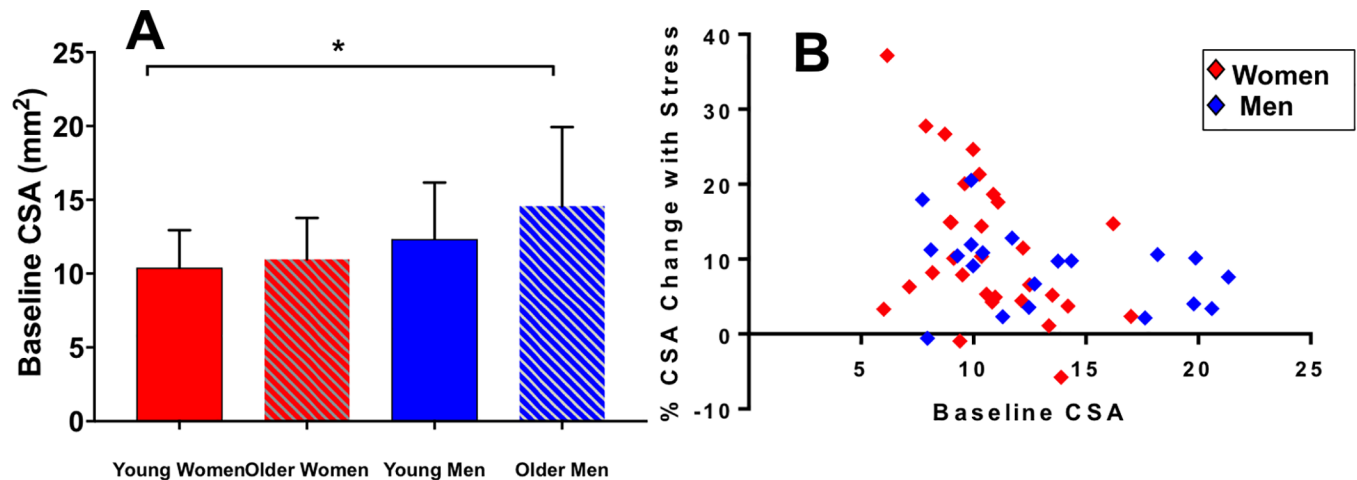 A
*
Baseline CSA (mm2)
25
20
15
10
5
0
Young Women
Older Women
Young Men
Older Men
B
% CSA Change with Stress
40
30
20
10
0
-10
5
10
15
20
25
Baseline CSA
Women
Men